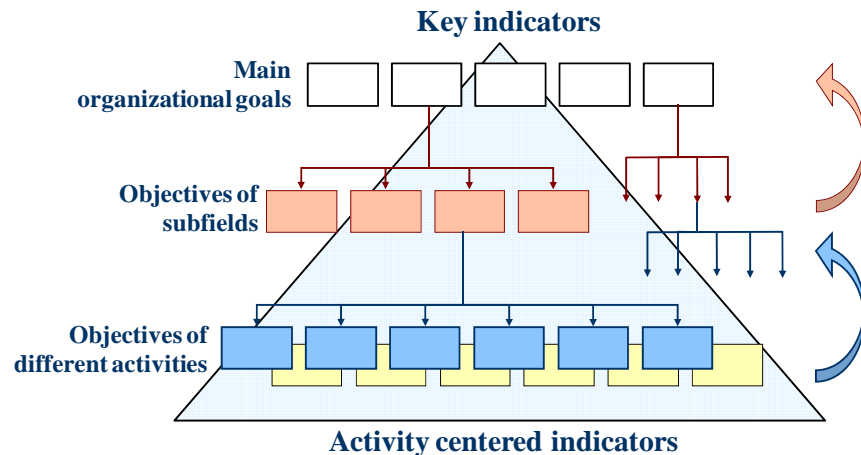 Key indicators
Main
organizational goals
Objectives of
subfields
Objectives of
different activities
Activity centered indicators